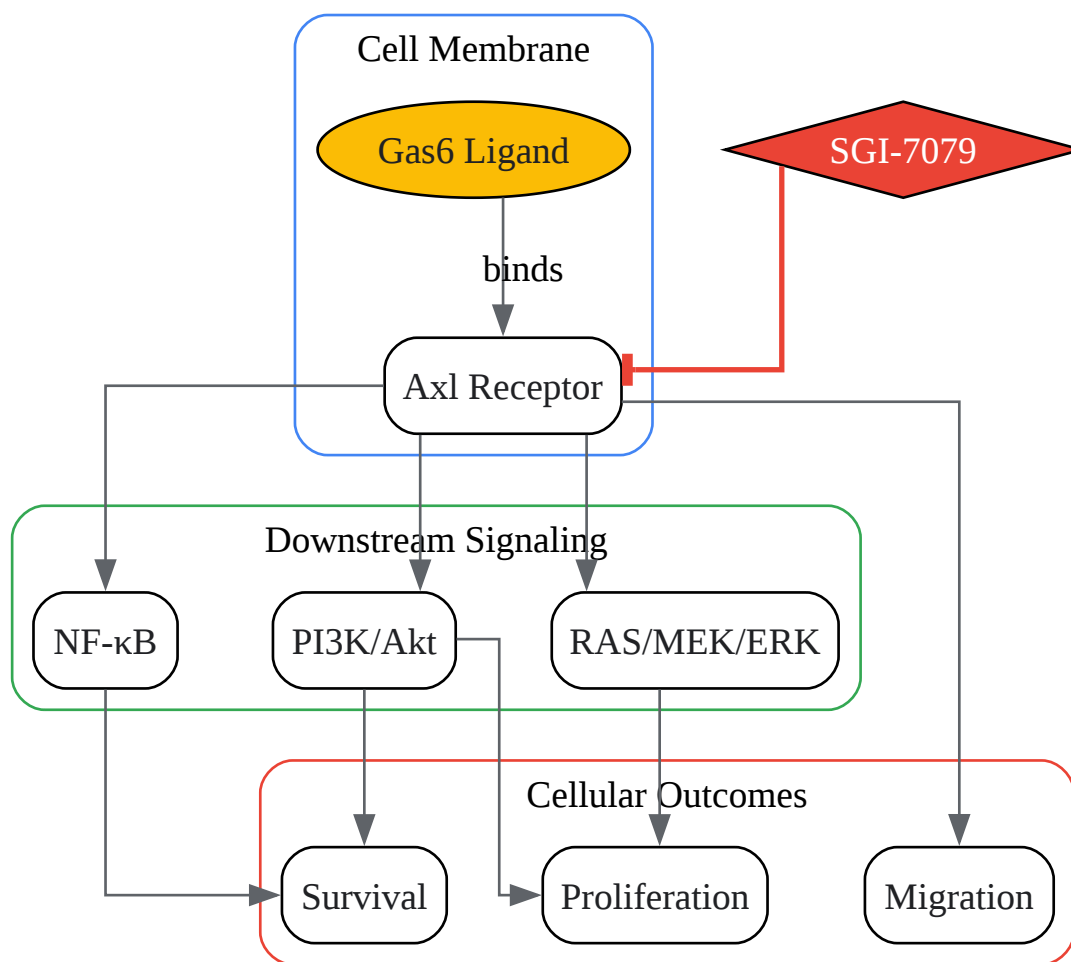 Cell Membrane
Gas6 Ligand
SGI-7079
binds
Axl Receptor
Downstream Signaling
NF-κB
PI3K/Akt
RAS/MEK/ERK
Cellular Outcomes
Survival
Proliferation
Migration